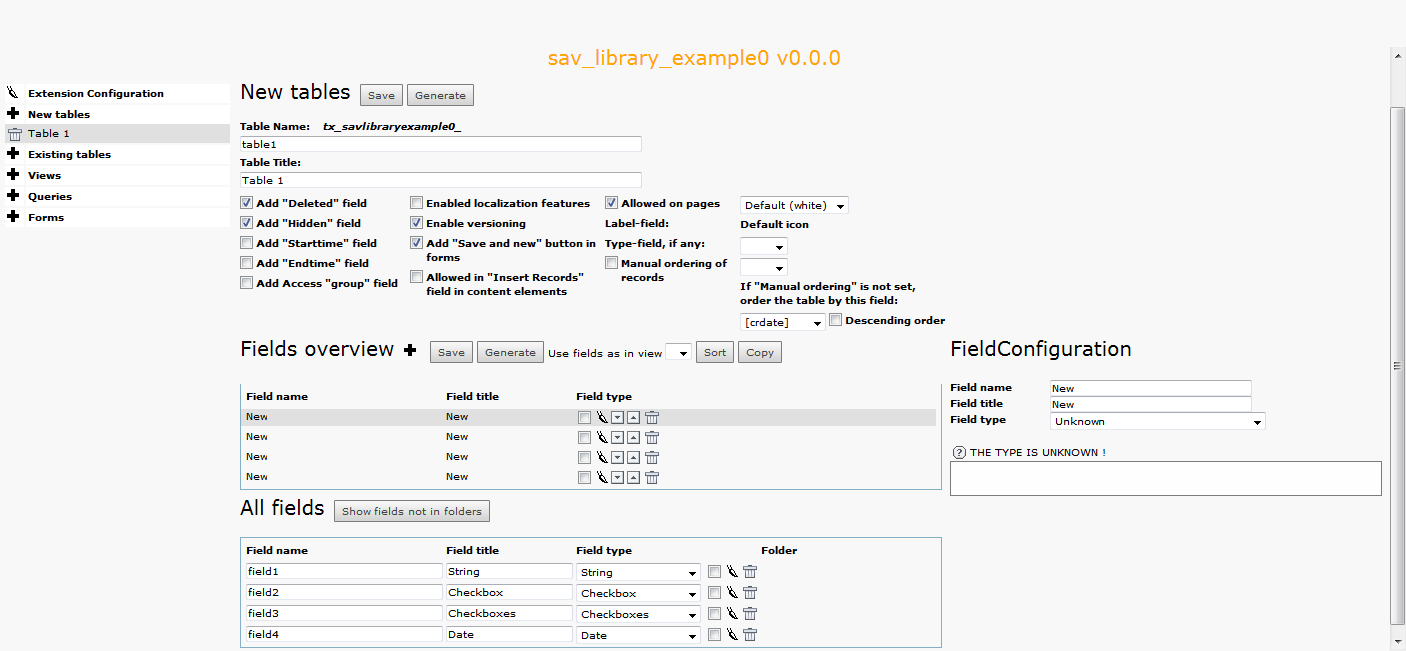 sav_library_example0 v0.0.0
Extension Configuration
New tables
Table 1
Existing tables
Views
Queries
Forms
New tables Save Generate
Table Name: tx_savlibraryexample0_
table1
Table Title:
Table 1
Add "Deleted" field
Add "Hidden" field
Add "Starttime" field
Add "Endtime" field
Add Access "group" field
Enabled localization features
Enable versioning
Add "Save and new" button in
forms
Allowed in "Insert Records"
field in content elements
Allowed on pages
Label-field:
Type-field, if any:
Manual ordering of
records
Default (white)
Default icon
If "Manual ordering" is not set,
order the table by this field:
[crdate] Descending order
Fields overview Save Generate Use fields as in view Sort Copy
Field name Field title Field type
New New
New New
New New
New New
FieldConfiguration
Field name New
Field title New
Field type Unknown
? THE TYPE IS UNKNOWN !
All fields Show fields not in folders
Field name Field title Field type Folder
field1 String String
field2 Checkbox Checkbox
field3 Checkboxes Checkboxes
field4 Date Date